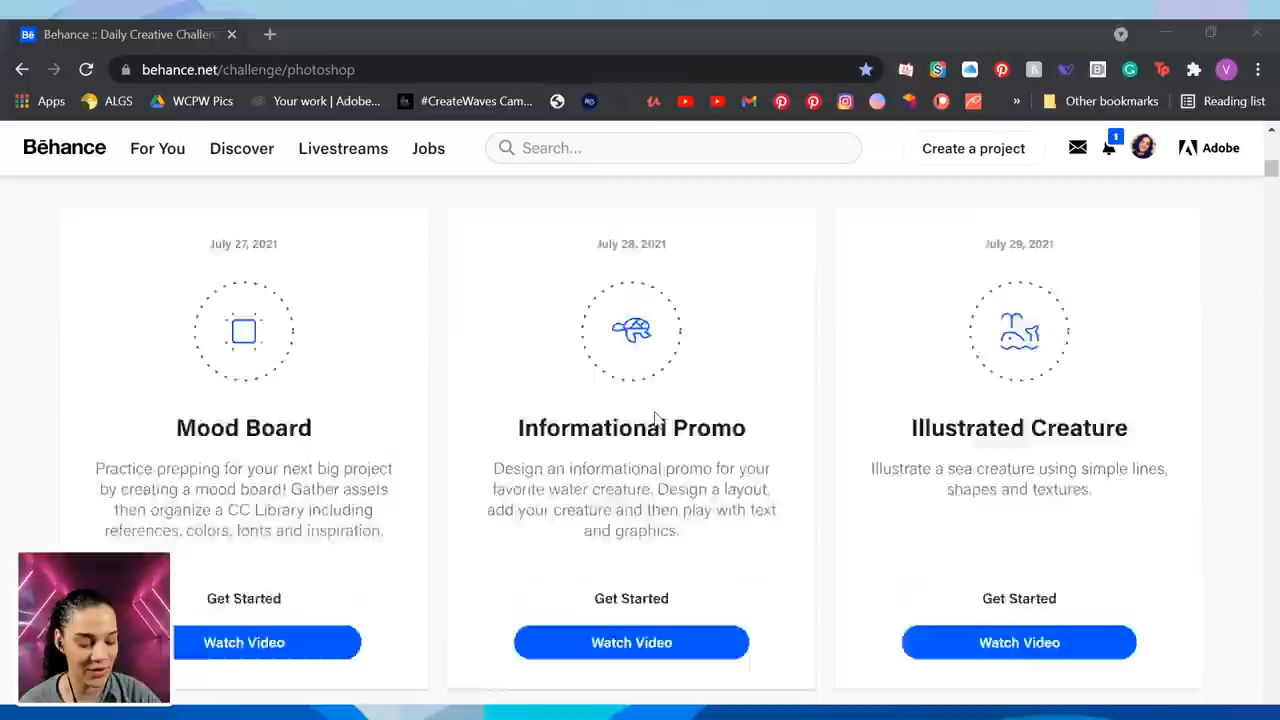 Bē Behance :: Daily Creative Challen
behance.net/challenge/photoshop
Apps ALGS WCPW Pics Your work | Adobe... #CreateWaves Cam... » Other bookmarks Reading list
Bēhance For You Discover Livestreams Jobs Search... Create a project 1 Adobe
July 27, 2021
Mood Board
Practice prepping for your next big project
by creating a mood board! Gather assets
then organize a CC Library including
references, colors, fonts and inspiration.
Get Started
Watch Video
July 28, 2021
Informational Promo
Design an informational promo for your
favorite water creature. Design a layout,
add your creature and then play with text
and graphics.
Get Started
Watch Video
July 29, 2021
Illustrated Creature
Illustrate a sea creature using simple lines,
shapes and textures.
Get Started
Watch Video